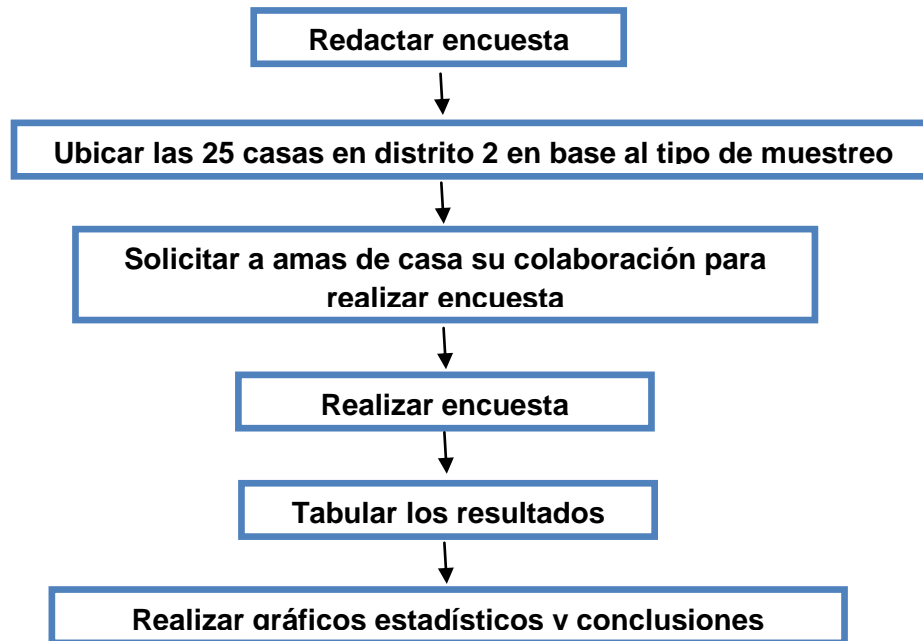 Redactar encuesta
Ubicar las 25 casas en distrito 2 en base al tipo de muestreo
Solicitar a amas de casa su colaboración para
realizar encuesta
Realizar encuesta
Tabular los resultados
Realizar gráficos estadísticos y conclusiones